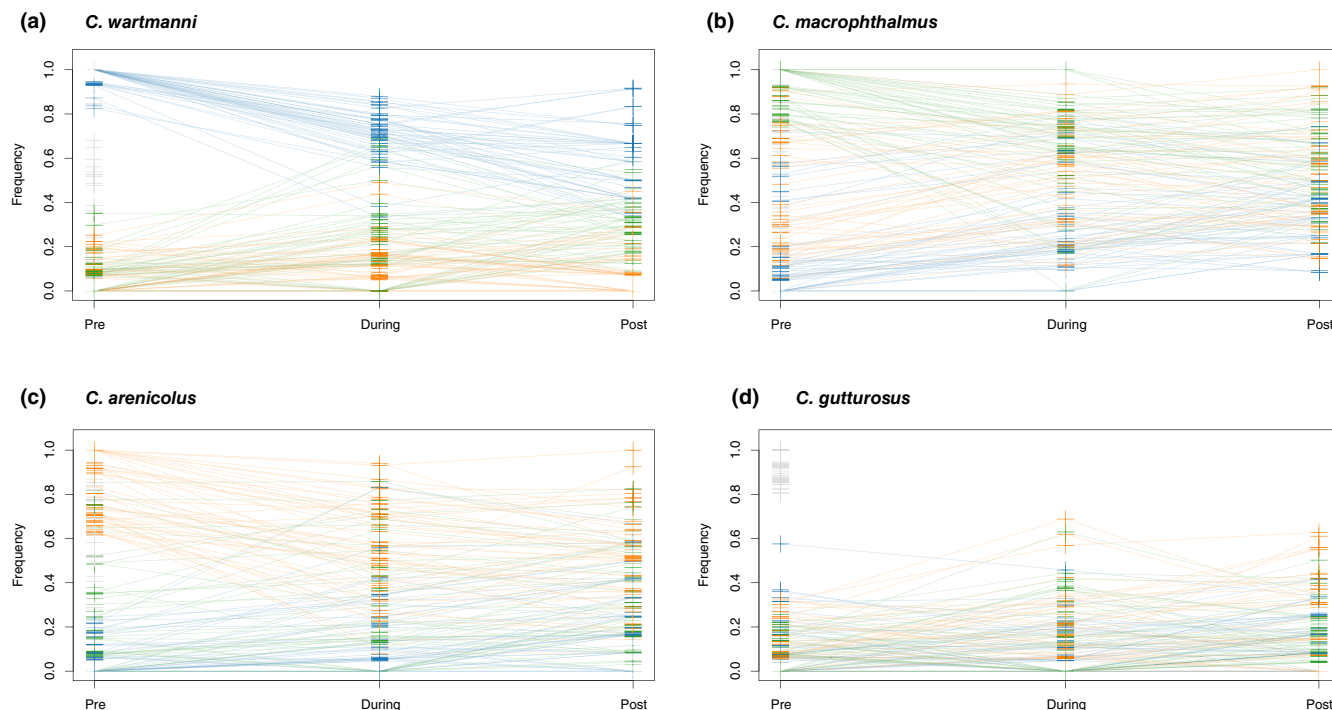 (a) C. wartmanni
(b) C. macrophthalmus
Frequency
1.0
0.8
0.6
0.4
0.2
0.0
Pre During Post
Frequency
1.0
0.8
0.6
0.4
0.2
0.0
Pre During Post
(c) C. arenicolus
(d) C. gutturosus
Frequency
1.0
0.8
0.6
0.4
0.2
0.0
Pre During Post
Frequency
1.0
0.8
0.6
0.4
0.2
0.0
Pre During Post